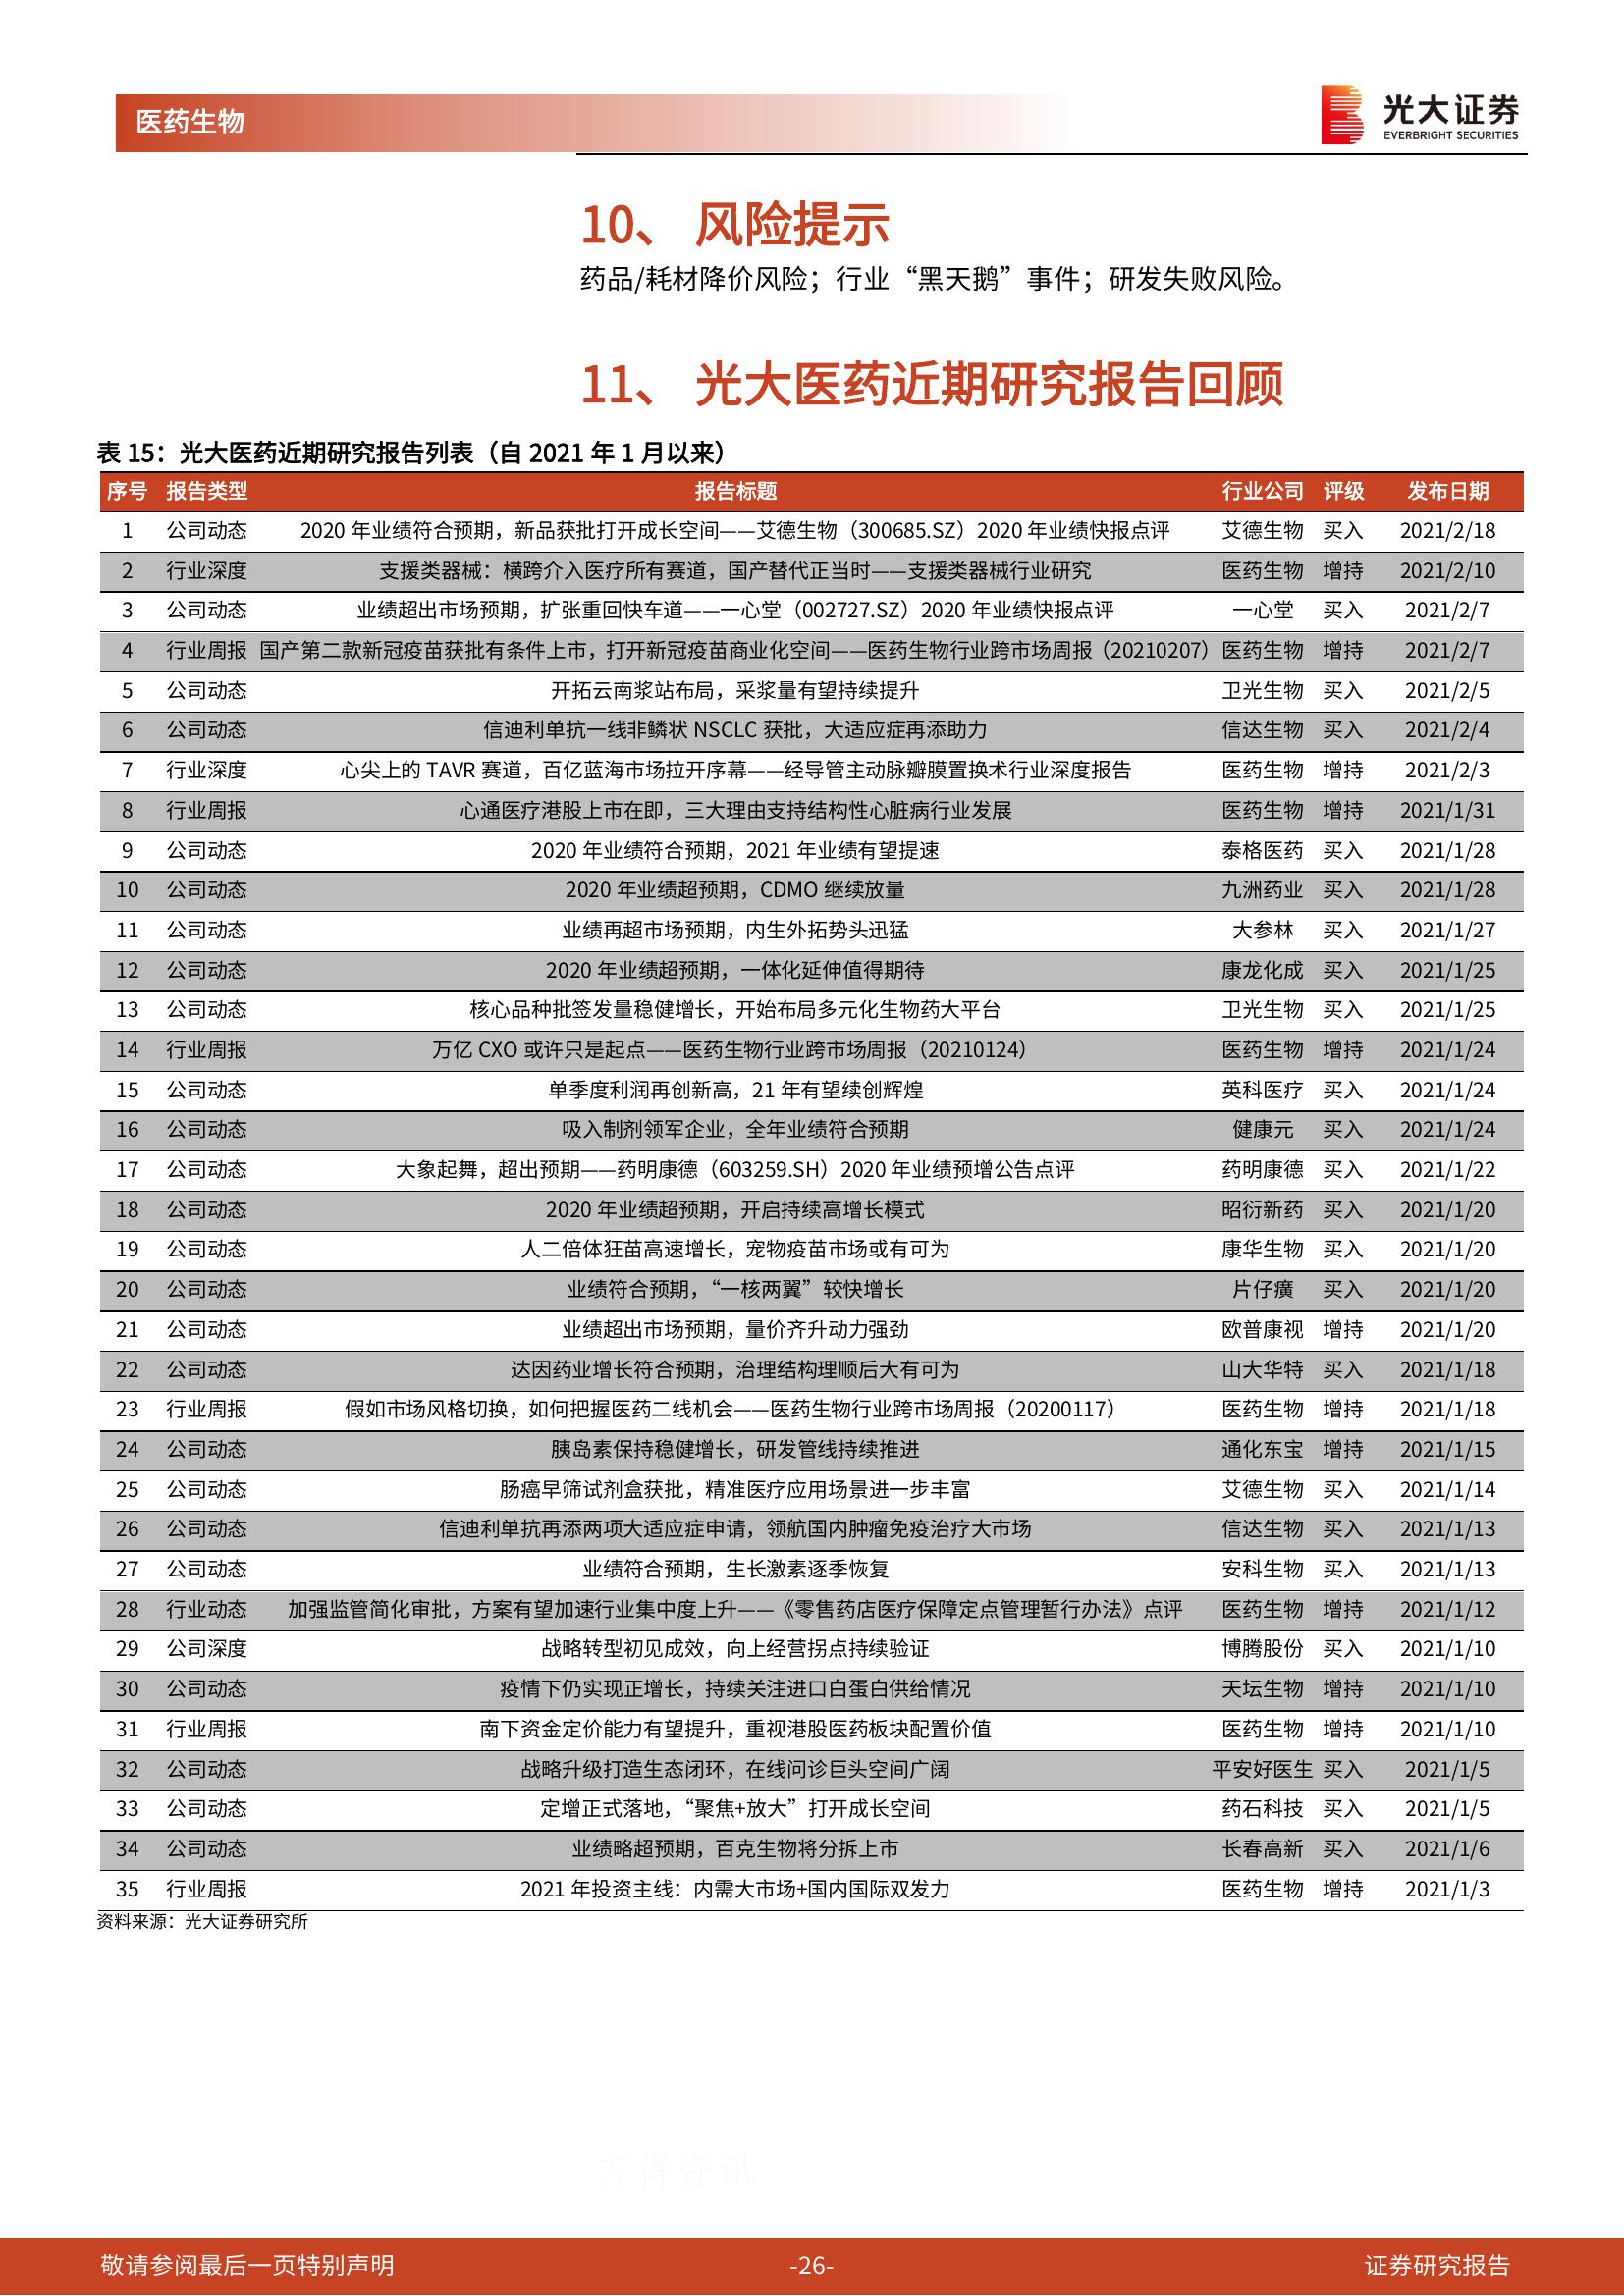 医药生物
光大证券
EVERBRIGHT SECURITIES
10、 风险提示
药品/耗材降价风险；行业“黑天鹅”事件；研发失败风险。
11、 光大医药近期研究报告回顾
表 15：光大医药近期研究报告列表（自 2021 年 1 月以来）
序号 报告类型 报告标题 行业公司 评级 发布日期
1 公司动态 2020 年业绩符合预期，新品获批打开成长空间——艾德生物（300685.SZ）2020 年业绩快报点评 艾德生物 买入 2021/2/18
2 行业深度 支援类器械：横跨介入医疗所有赛道，国产替代正当时——支援类器械行业研究 医药生物 增持 2021/2/10
3 公司动态 业绩超出市场预期，扩张重回快车道——一心堂（002727.SZ）2020 年业绩快报点评 一心堂 买入 2021/2/7
4 行业周报 国产第二款新冠疫苗获批有条件上市，打开新冠疫苗商业化空间——医药生物行业跨市场周报（20210207） 医药生物 增持 2021/2/7
5 公司动态 开拓云南浆站布局，采浆量有望持续提升 卫光生物 买入 2021/2/5
6 公司动态 信迪利单抗一线非鳞状 NSCLC 获批，大适应症再添助力 信达生物 买入 2021/2/4
7 行业深度 心尖上的 TAVR 赛道，百亿蓝海市场拉开序幕——经导管主动脉瓣膜置换术行业深度报告 医药生物 增持 2021/2/3
8 行业周报 心通医疗港股上市在即，三大理由支持结构性心脏病行业发展 医药生物 增持 2021/1/31
9 公司动态 2020 年业绩符合预期，2021 年业绩有望提速 泰格医药 买入 2021/1/28
10 公司动态 2020 年业绩超预期，CDMO 继续放量 九洲药业 买入 2021/1/28
11 公司动态 业绩再超市场预期，内生外拓势头迅猛 大参林 买入 2021/1/27
12 公司动态 2020 年业绩超预期，一体化延伸值得期待 康龙化成 买入 2021/1/25
13 公司动态 核心品种批签发量稳健增长，开始布局多元化生物药大平台 卫光生物 买入 2021/1/25
14 行业周报 万亿 CXO 或许只是起点——医药生物行业跨市场周报（20210124） 医药生物 增持 2021/1/24
15 公司动态 单季度利润再创新高，21 年有望续创辉煌 英科医疗 买入 2021/1/24
16 公司动态 吸入制剂领军企业，全年业绩符合预期 健康元 买入 2021/1/24
17 公司动态 大象起舞，超出预期——药明康德（603259.SH）2020 年业绩预增公告点评 药明康德 买入 2021/1/22
18 公司动态 2020 年业绩超预期，开启持续高增长模式 昭衍新药 买入 2021/1/20
19 公司动态 人二倍体狂苗高速增长，宠物疫苗市场或有可为 康华生物 买入 2021/1/20
20 公司动态 业绩符合预期，“一核两翼”较快增长 片仔癀 买入 2021/1/20
21 公司动态 业绩超出市场预期，量价齐升动力强劲 欧普康视 增持 2021/1/20
22 公司动态 达因药业增长符合预期，治理结构理顺后大有可为 山大华特 买入 2021/1/18
23 行业周报 假如市场风格切换，如何把握医药二线机会——医药生物行业跨市场周报（20200117） 医药生物 增持 2021/1/18
24 公司动态 胰岛素保持稳健增长，研发管线持续推进 通化东宝 增持 2021/1/15
25 公司动态 肠癌早筛试剂盒获批，精准医疗应用场景进一步丰富 艾德生物 买入 2021/1/14
26 公司动态 信迪利单抗再添两项大适应症申请，领航国内肿瘤免疫治疗大市场 信达生物 买入 2021/1/13
27 公司动态 业绩符合预期，生长激素逐季恢复 安科生物 买入 2021/1/13
28 行业动态 加强监管简化审批，方案有望加速行业集中度上升——《零售药店医疗保障定点管理暂行办法》点评 医药生物 增持 2021/1/12
29 公司深度 战略转型初见成效，向上经营拐点持续验证 博腾股份 买入 2021/1/10
30 公司动态 疫情下仍实现正增长，持续关注进口白蛋白供给情况 天坛生物 增持 2021/1/10
31 行业周报 南下资金定价能力有望提升，重视港股医药板块配置价值 医药生物 增持 2021/1/10
32 公司动态 战略升级打造生态闭环，在线问诊巨头空间广阔 平安好医生 买入 2021/1/5
33 公司动态 定增正式落地，“聚焦+放大”打开成长空间 药石科技 买入 2021/1/5
34 公司动态 业绩略超预期，百克生物将分拆上市 长春高新 买入 2021/1/6
35 行业周报 2021 年投资主线：内需大市场+国内国际双发力 医药生物 增持 2021/1/3
资料来源：光大证券研究所
万得资讯
敬请参阅最后一页特别声明 -26- 证券研究报告